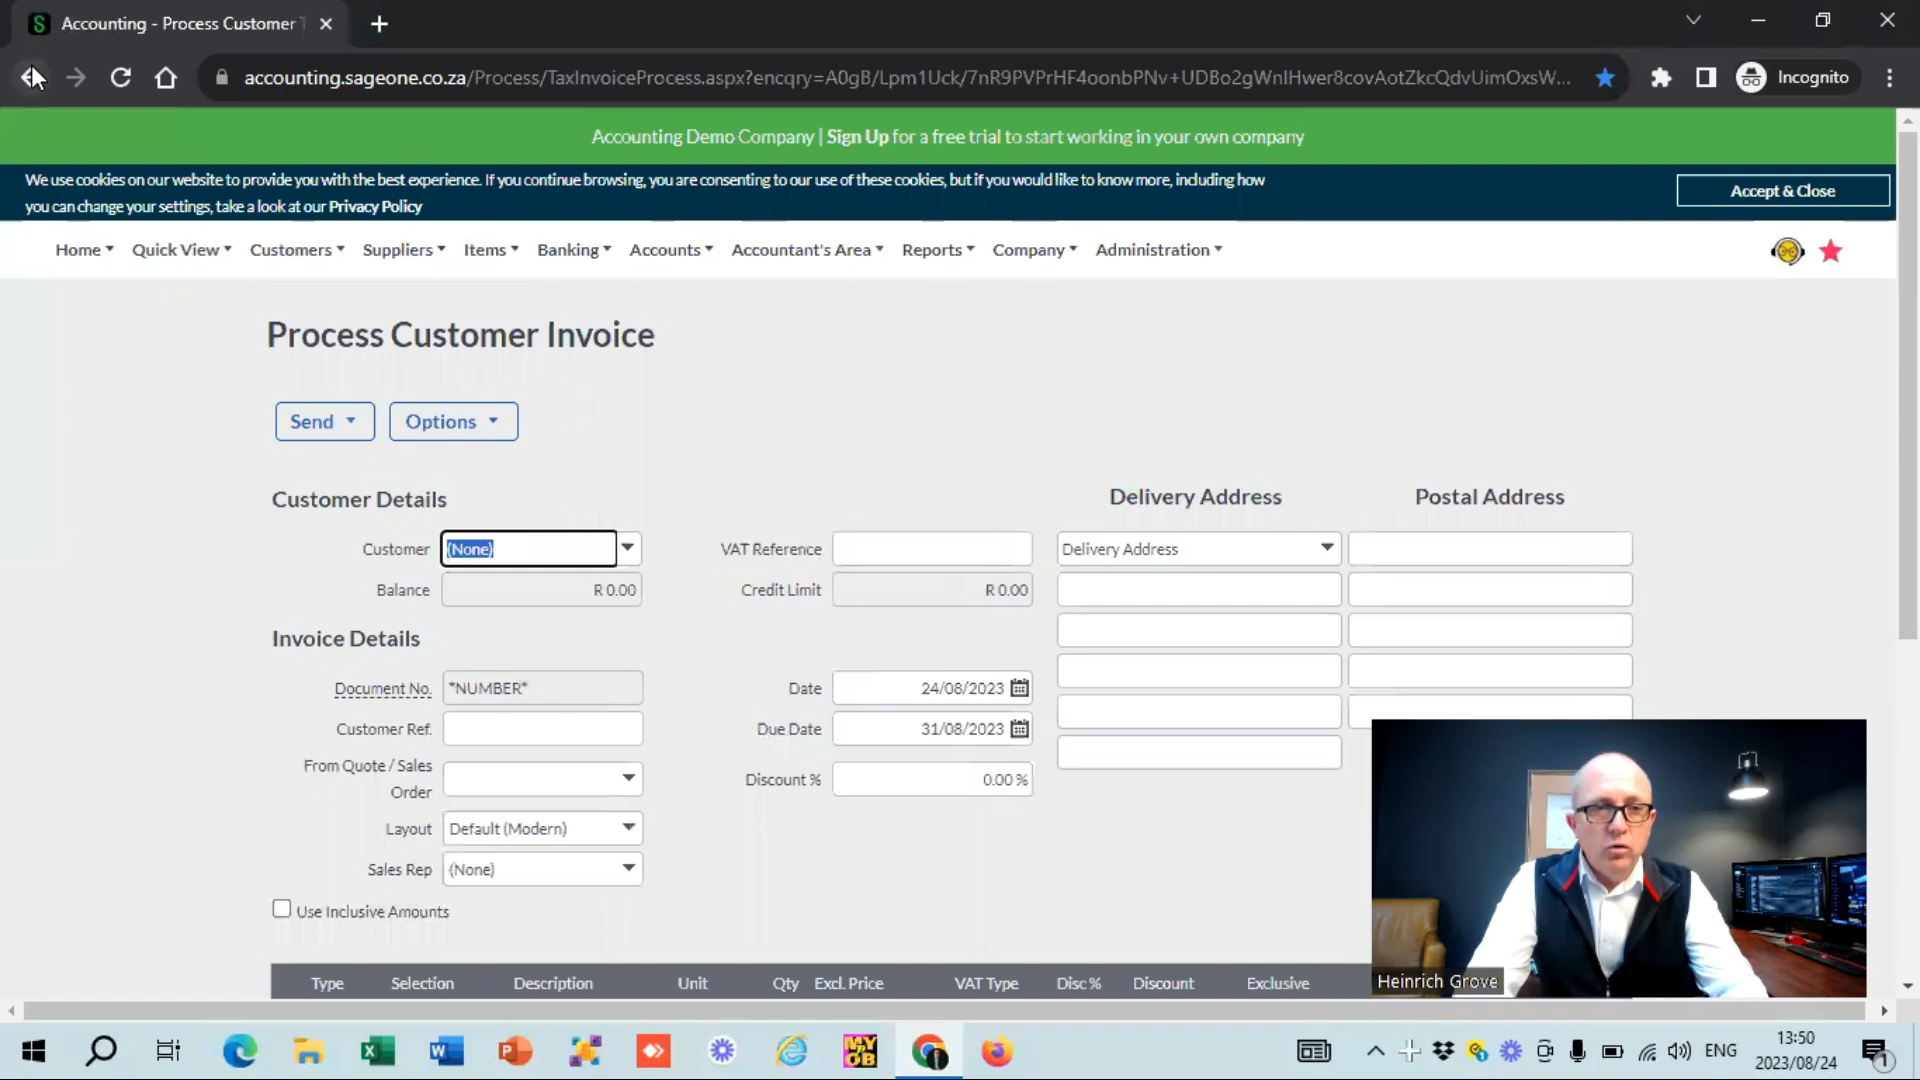 Accounting - Process Customer T
accounting.sageone.co.za/Process/TaxInvoiceProcess.aspx?encqry=A0gB/Lpm1Uck/7nR9PVPrHF4oonbPNv+UDBo2gWnIHwer8covAotZkcQdvUimOxsW...
Incognito
Accounting Demo Company | Sign Up for a free trial to start working in your own company
We use cookies on our website to provide you with the best experience. If you continue browsing, you are consenting to our use of these cookies, but if you would like to know more, including how
you can change your settings, take a look at our Privacy Policy
Accept & Close
Home Quick View Customers Suppliers Items Banking Accounts Accountant's Area Reports Company Administration
Process Customer Invoice
Send Options
Customer Details
Delivery Address Postal Address
Customer (None) VAT Reference Delivery Address
Balance R 0.00 Credit Limit R 0.00
Invoice Details
Document No. *NUMBER* Date 24/08/2023
Customer Ref. Due Date 31/08/2023
From Quote / Sales
Order
Discount % 0.00 %
Layout Default (Modern)
Sales Rep (None)
Use Inclusive Amounts
Type Selection Description Unit Qty Excl. Price VAT Type Disc % Discount Exclusive
Heinrich Grove
MY
OB
ENG
13:50
2023/08/24
1